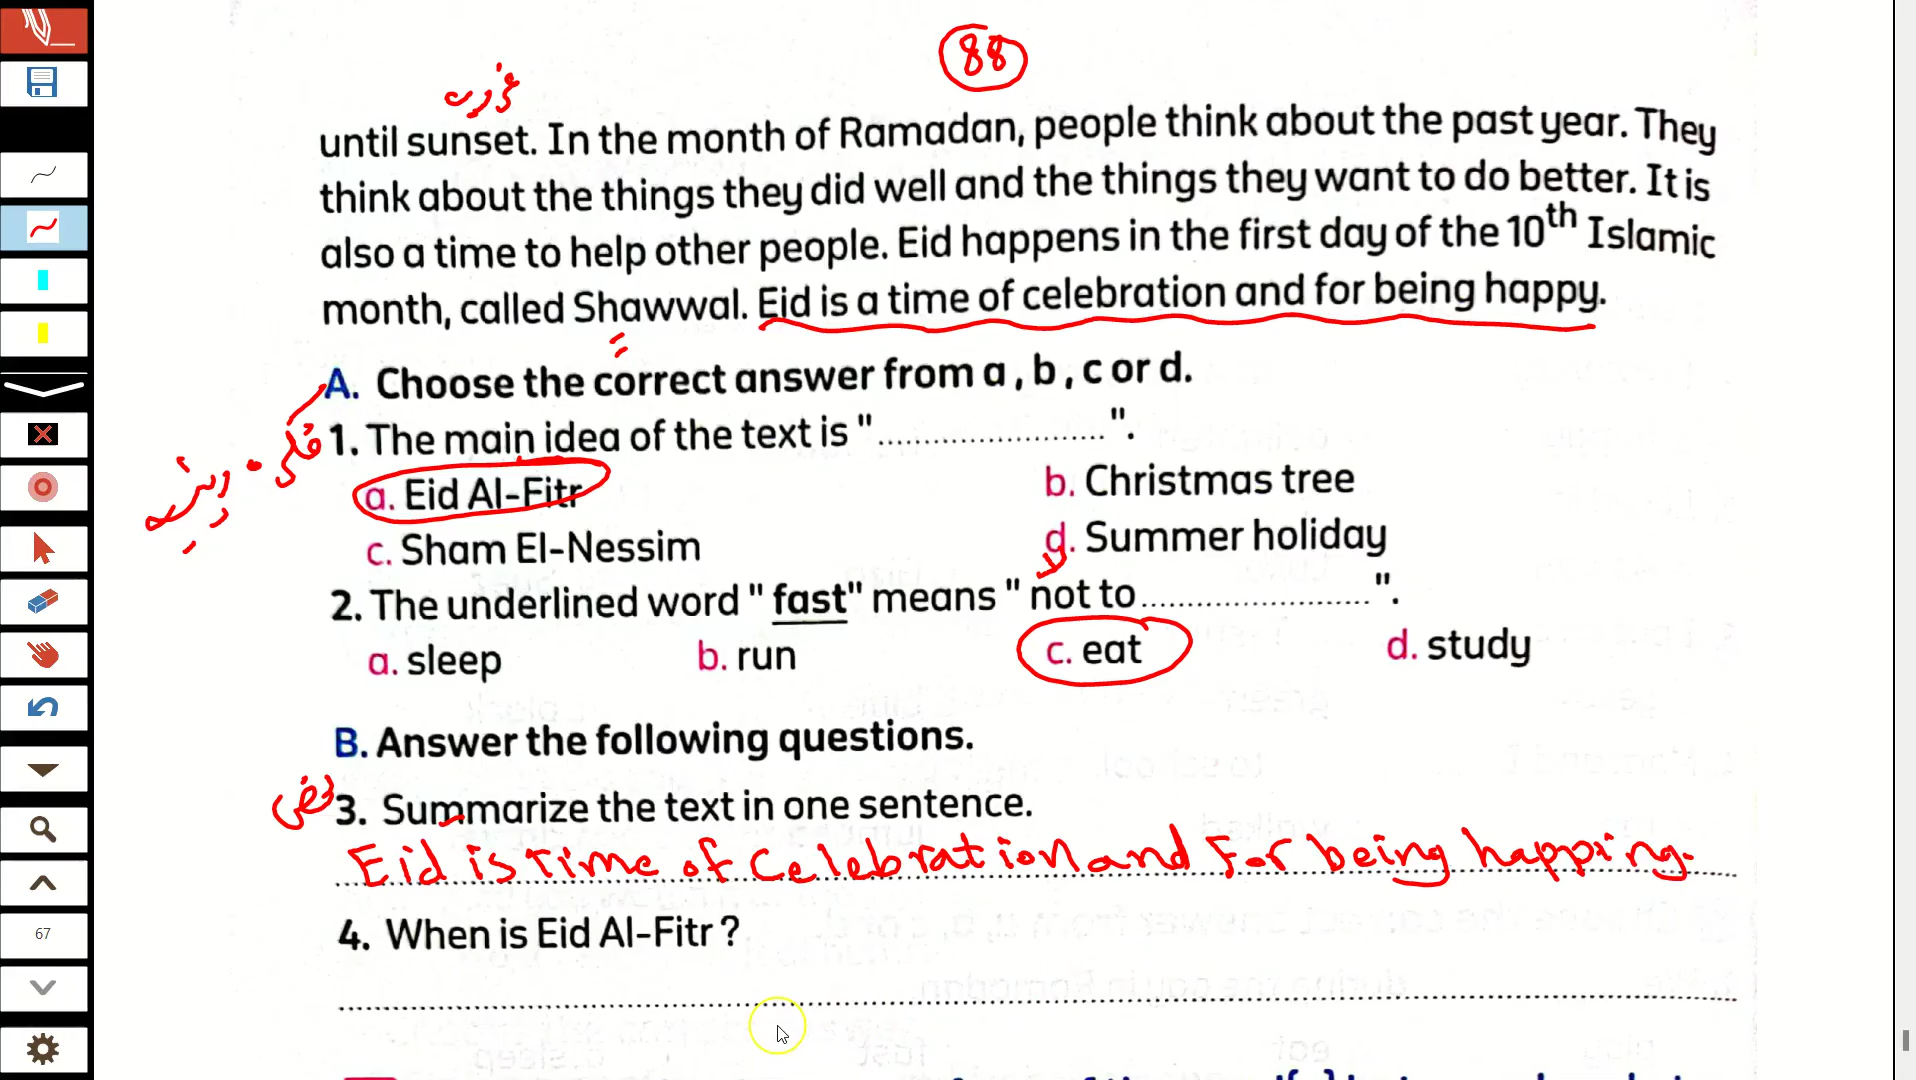 88
غرب
until sunset. In the month of Ramadan, people think about the past year. They
think about the things they did well and the things they want to do better. It is
also a time to help other people. Eid happens in the first day of the 10th Islamic
month, called Shawwal. Eid is a time of celebration and for being happy.
A. Choose the correct answer from a , b , c or d.
1. The main idea of the text is "........................".
a. Eid Al-Fitr
b. Christmas tree
c. Sham El-Nessim
d. Summer holiday
لا
2. The underlined word " fast" means " not to ........................ ".
a. sleep
b. run
c. eat
d. study
B. Answer the following questions.
3. Summarize the text in one sentence.
Eid is Time of Celebration and For being happing.
4. When is Eid Al-Fitr ?
67